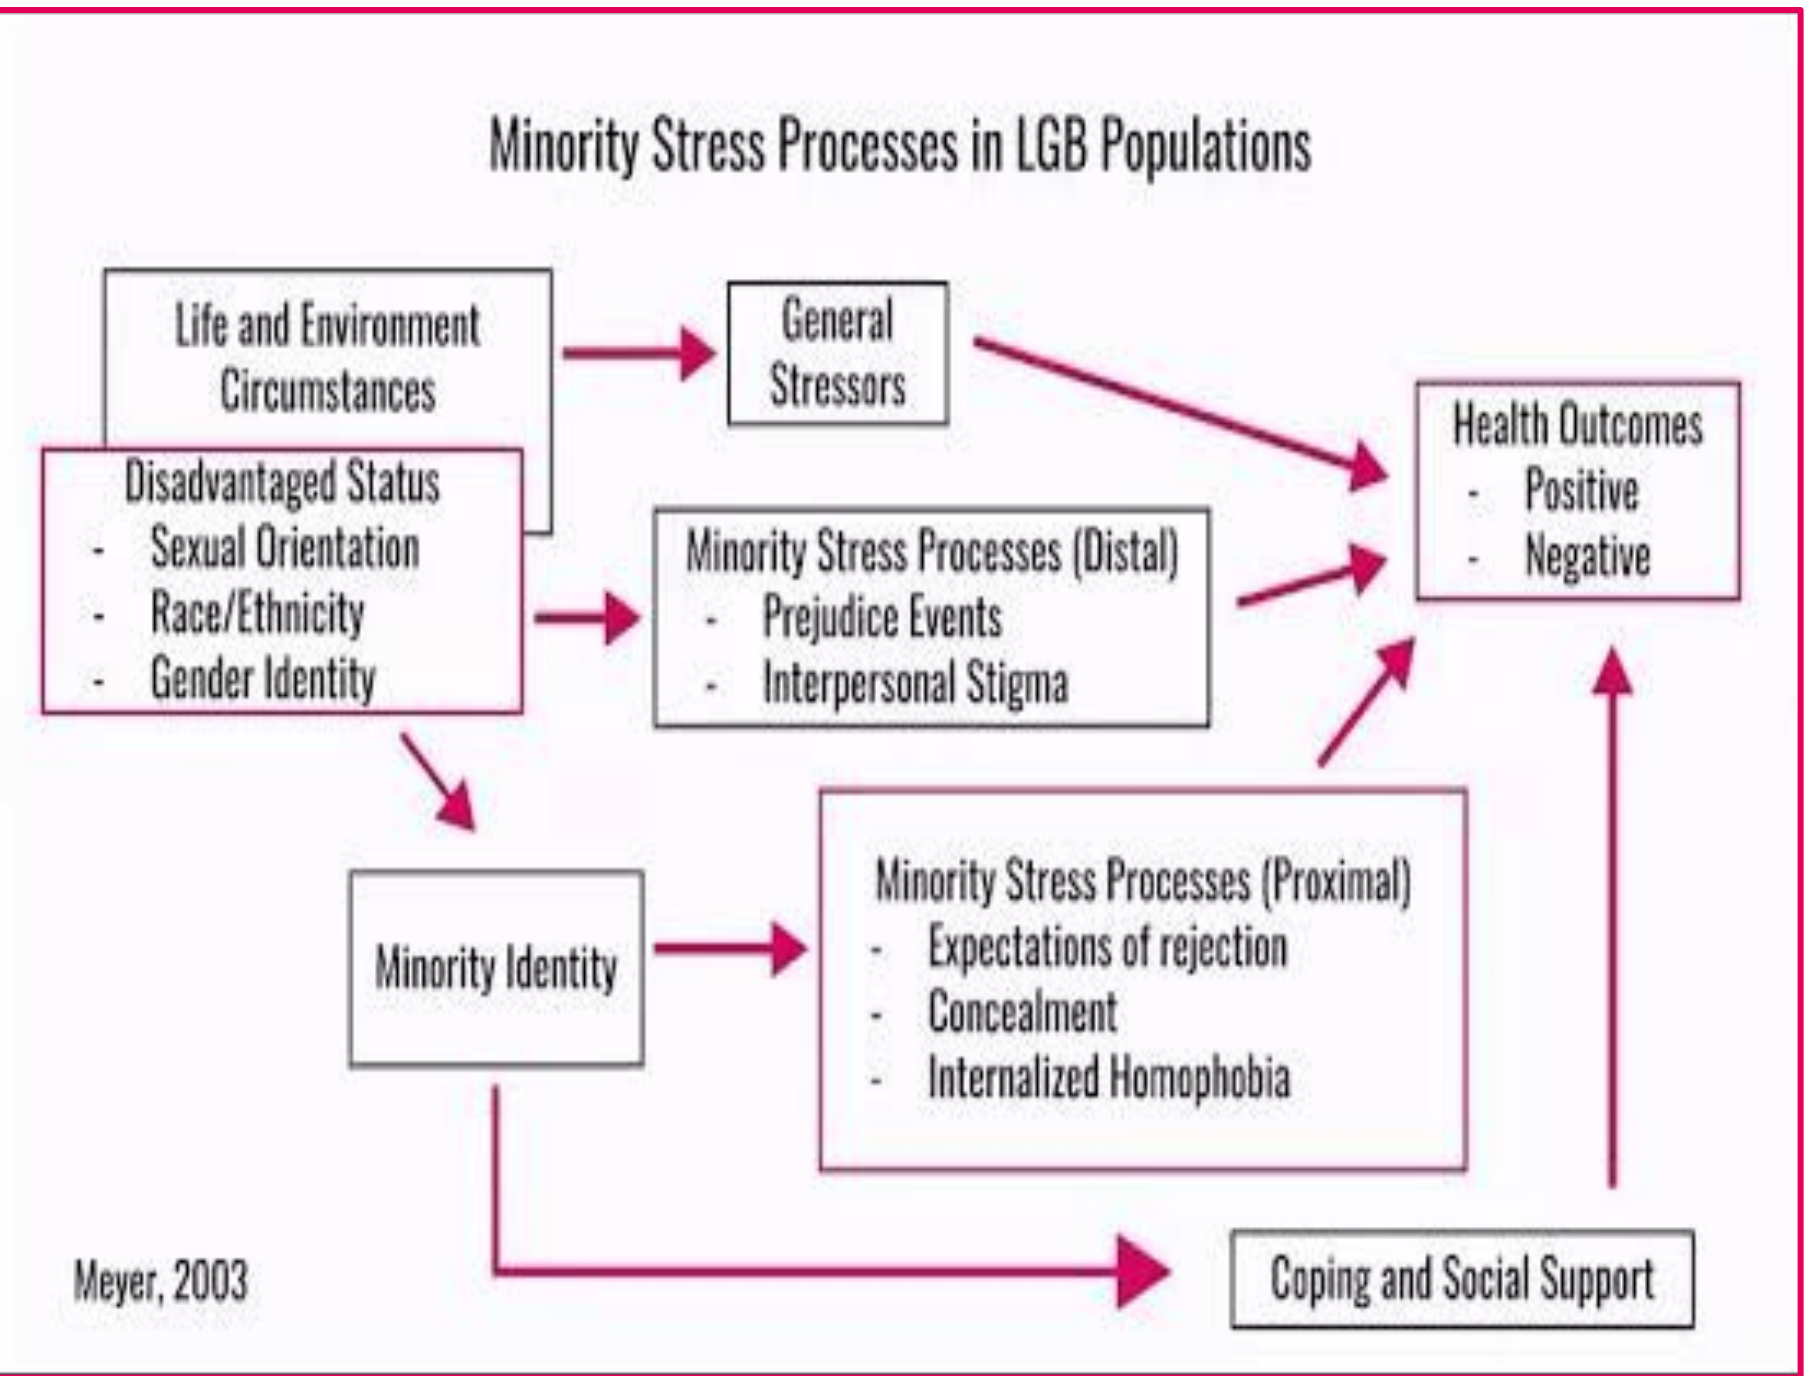 Minority Stress Processes in LGB Populations
Life and Environment
Circumstances
General
Stressors
Disadvantaged Status
- Sexual Orientation
- Race/Ethnicity
- Gender Identity
Minority Stress Processes (Distal)
- Prejudice Events
- Interpersonal Stigma
Health Outcomes
- Positive
- Negative
Minority Identity
Minority Stress Processes (Proximal)
- Expectations of rejection
- Concealment
- Internalized Homophobia
Coping and Social Support
Meyer, 2003